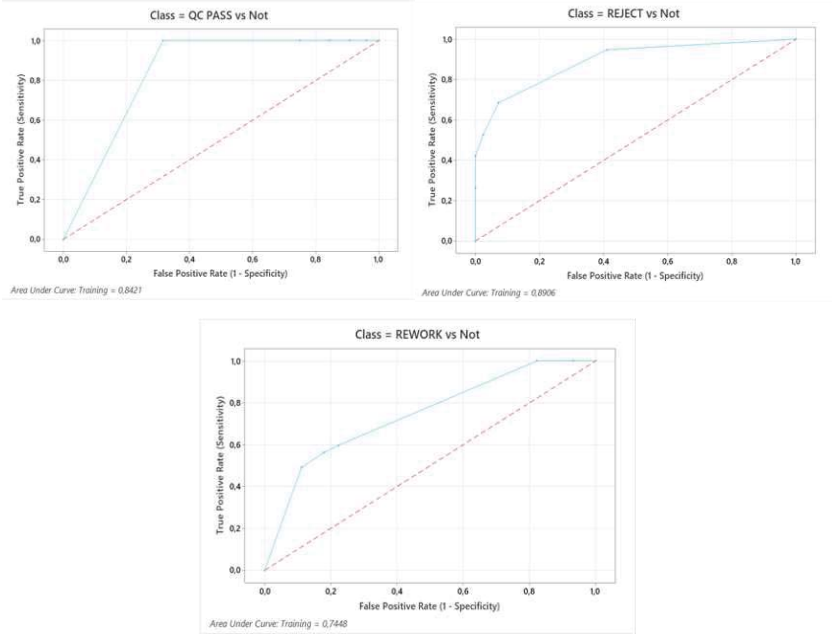 Class = QC PASS vs Not
True Positive Rate (Sensitivity)
1,0
0,8
0,6
0,4
0,2
0,0
0,0 0,2 0,4 0,6 0,8 1,0
False Positive Rate (1 - Specificity)
Area Under Curve: Training = 0,8421
Class = REJECT vs Not
True Positive Rate (Sensitivity)
1,0
0,8
0,6
0,4
0,2
0,0
0,0 0,2 0,4 0,6 0,8 1,0
False Positive Rate (1 - Specificity)
Area Under Curve: Training = 0,8906
Class = REWORK vs Not
True Positive Rate (Sensitivity)
1,0
0,8
0,6
0,4
0,2
0,0
0,0 0,2 0,4 0,6 0,8 1,0
False Positive Rate (1 - Specificity)
Area Under Curve: Training = 0,7448